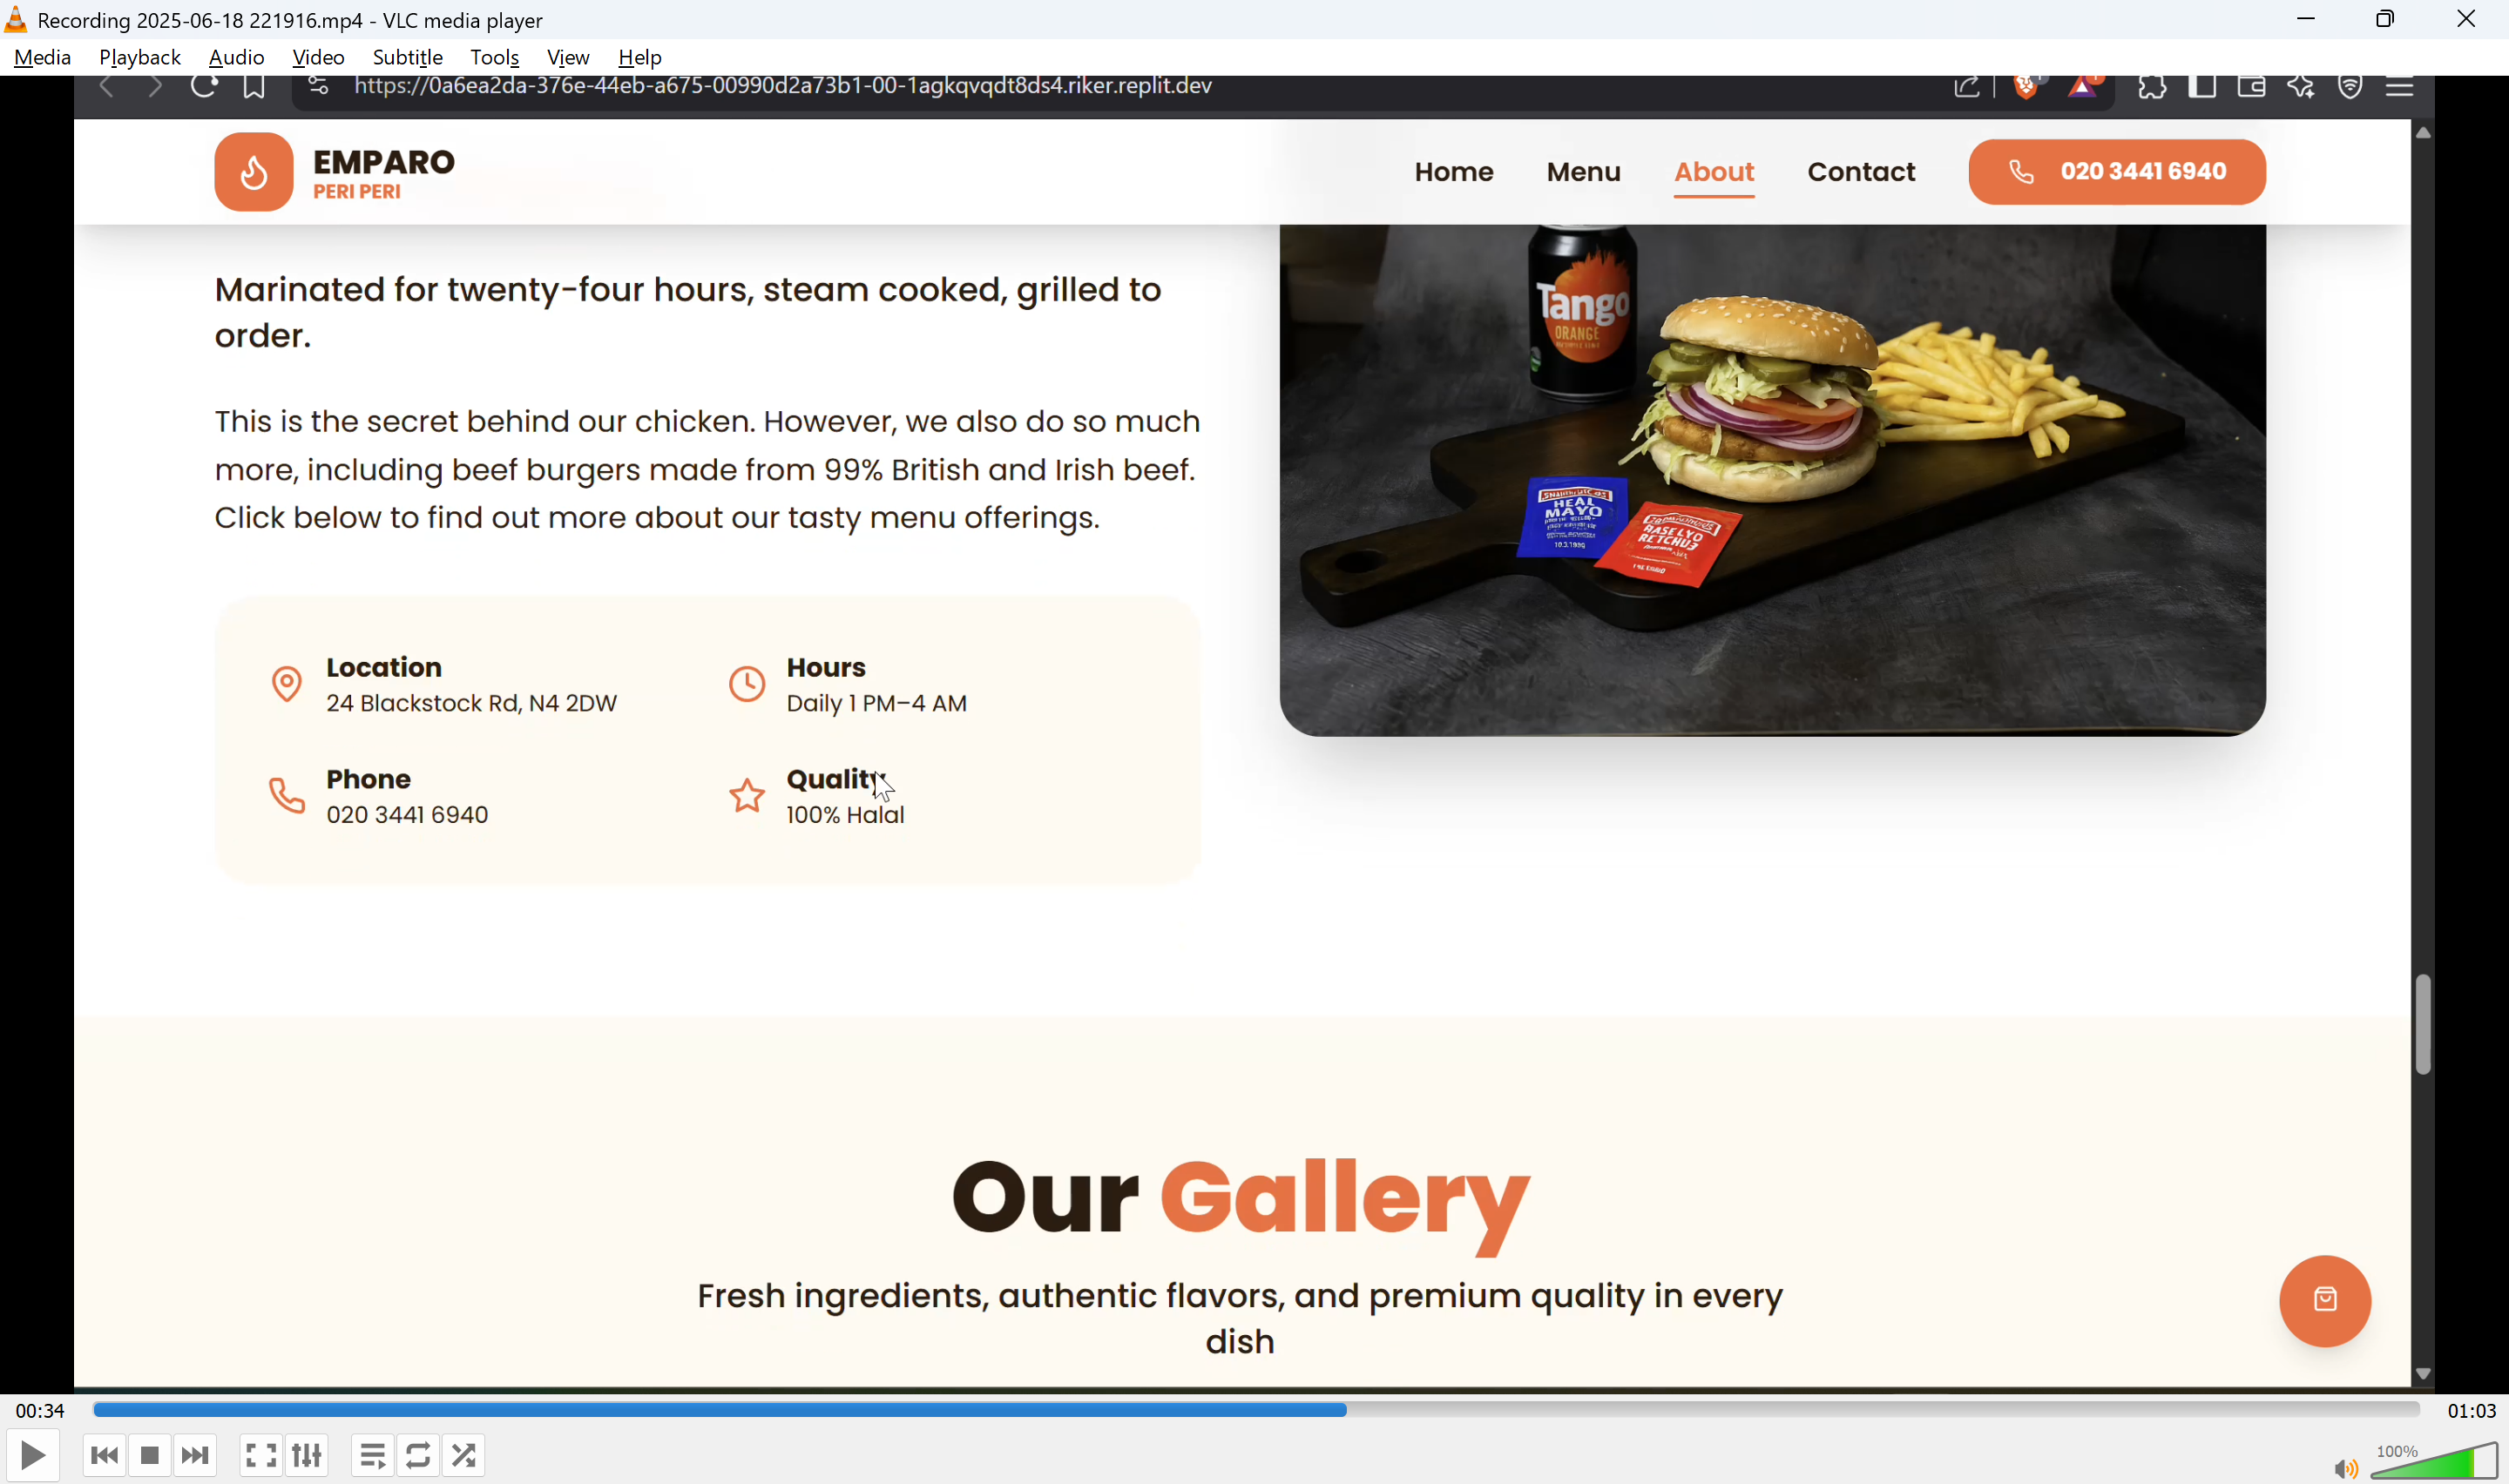 Recording 2025-06-18 221916.mp4 - VLC media player
Media Playback Audio Video Subtitle Tools View Help
https://0a6ea2da-376e-44eb-a675-00990d2a73b1-00-1agkqvqdt8ds4.riker.replit.dev
EMPARO
PERI PERI
Home Menu About Contact 020 3441 6940
Marinated for twenty-four hours, steam cooked, grilled to
order.
This is the secret behind our chicken. However, we also do so much
more, including beef burgers made from 99% British and Irish beef.
Click below to find out more about our tasty menu offerings.
Tango
ORANGE
HEAL
MAYO
RASELYO
RETCHU3
Location
24 Blackstock Rd, N4 2DW
Hours
Daily 1 PM–4 AM
Phone
020 3441 6940
Quality
100% Halal
Our Gallery
Fresh ingredients, authentic flavors, and premium quality in every
dish
00:34
01:03
100%